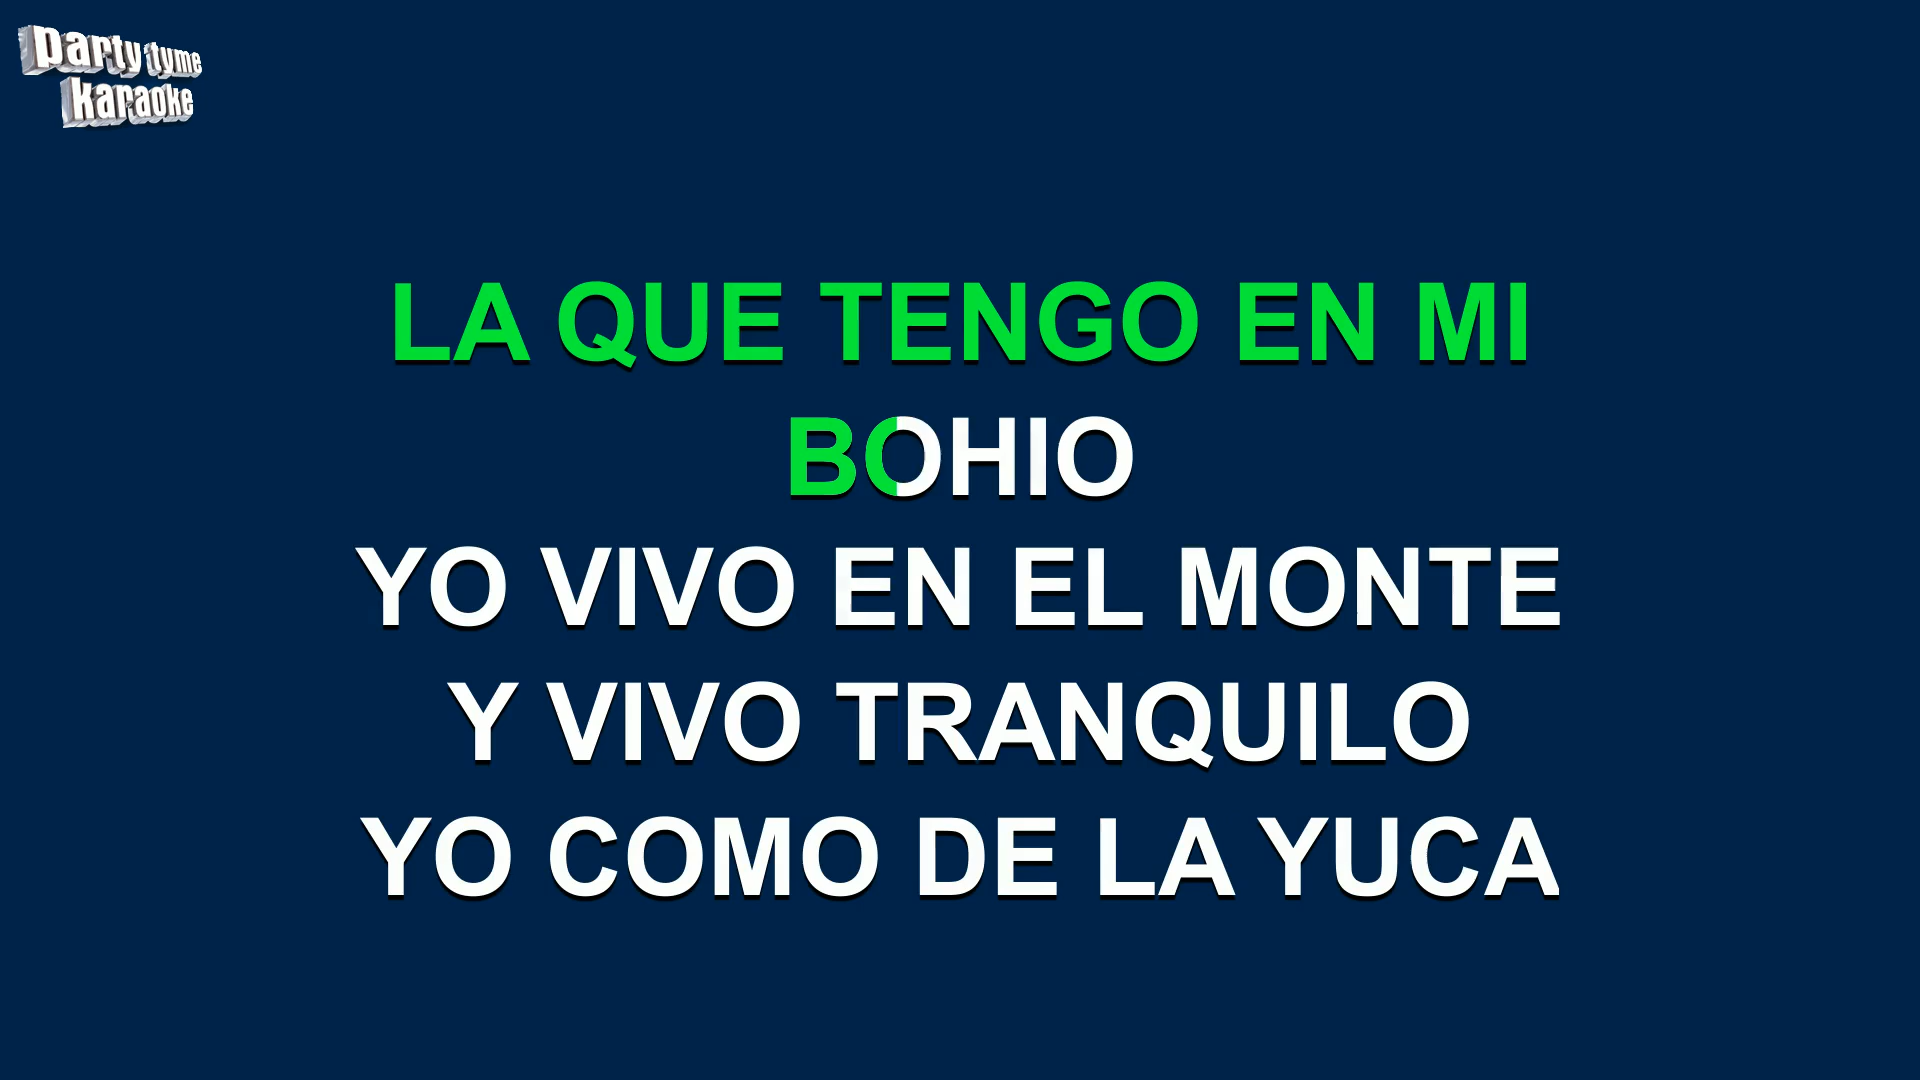 party tyme
karaoke
LA QUE TENGO EN MI
BOHIO
YO VIVO EN EL MONTE
Y VIVO TRANQUILO
YO COMO DE LA YUCA